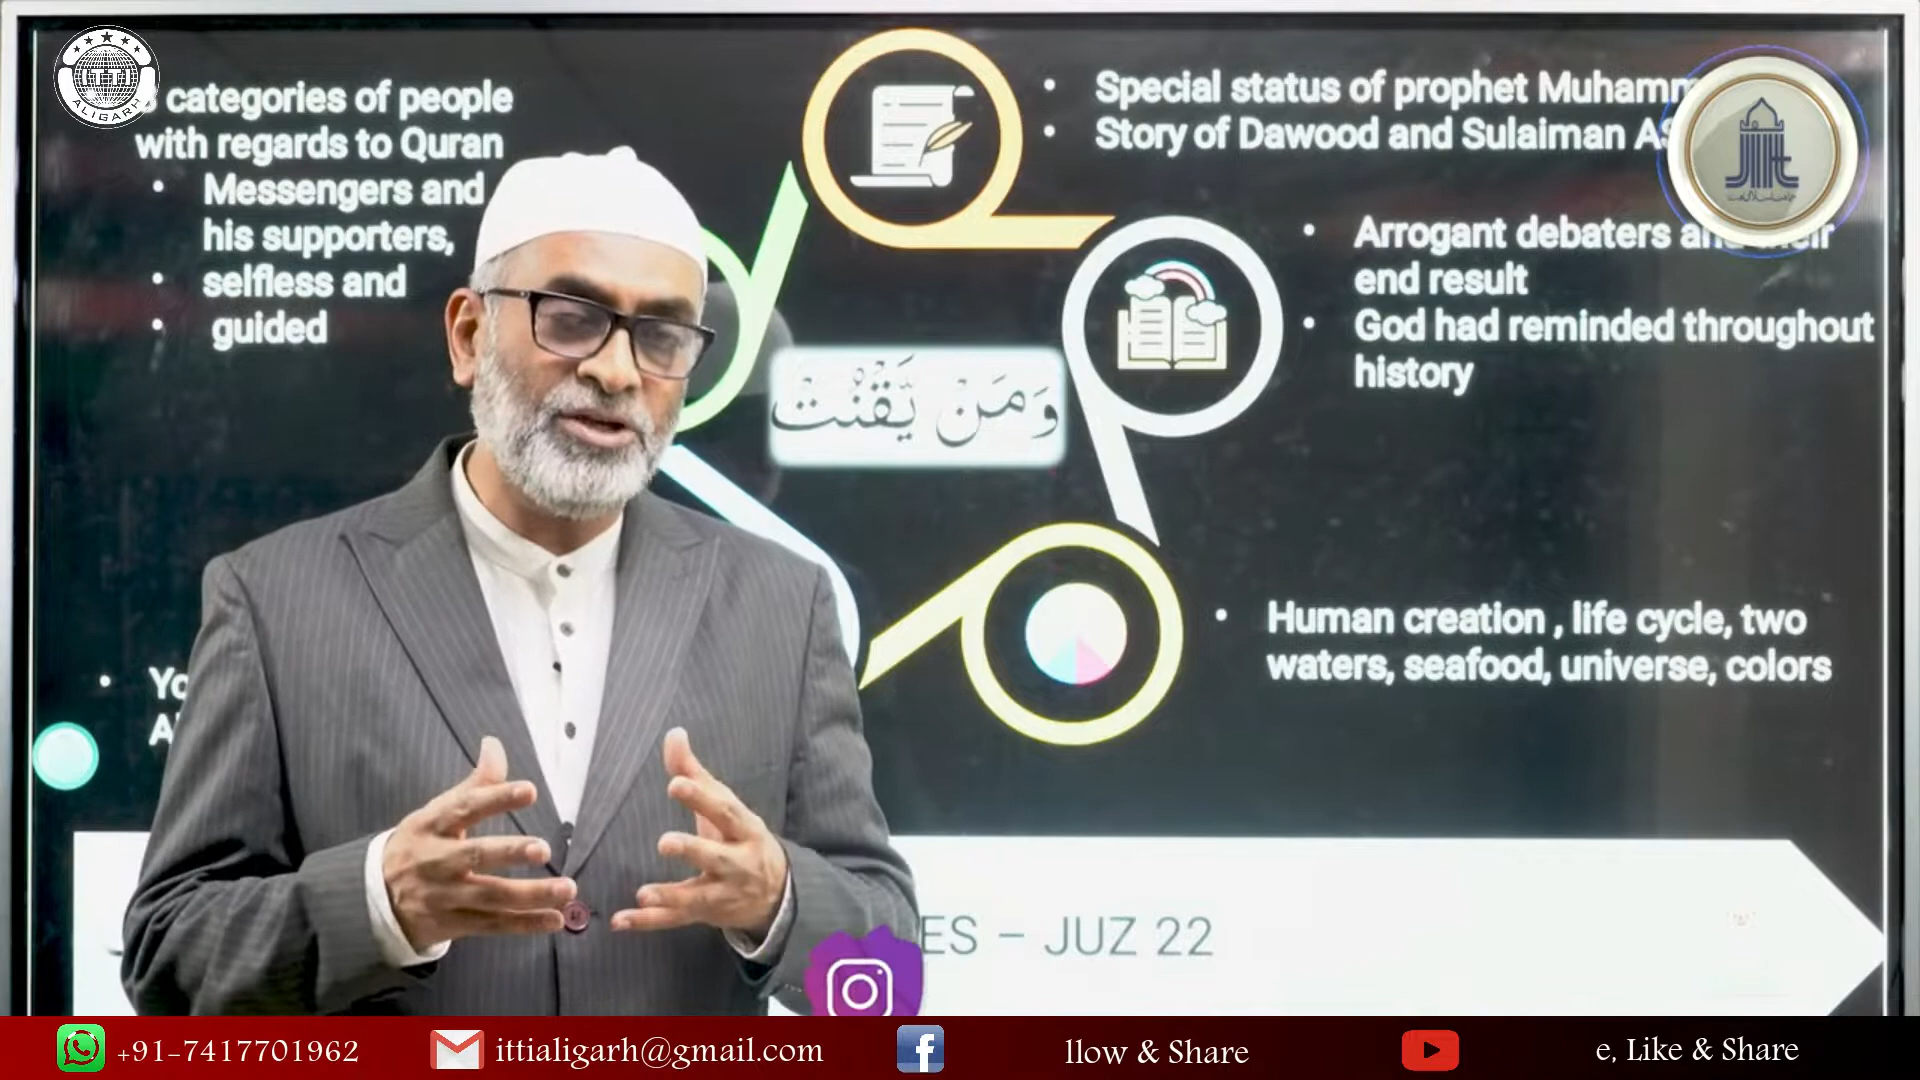 ITTI
ALIGARH
categories of people
with regards to Quran
Messengers and
his supporters,
selfless and
guided
Special status of prophet
Story of Dawood and Sulaiman
Arrogant debaters
end result
God had reminded throughout
history
وَمَنْ يَّقْنُتْ
Human creation , life cycle, two
waters, seafood, universe, colors
– JUZ 22
+91-7417701962
ittialigarh@gmail.com
& Share
Like & Share